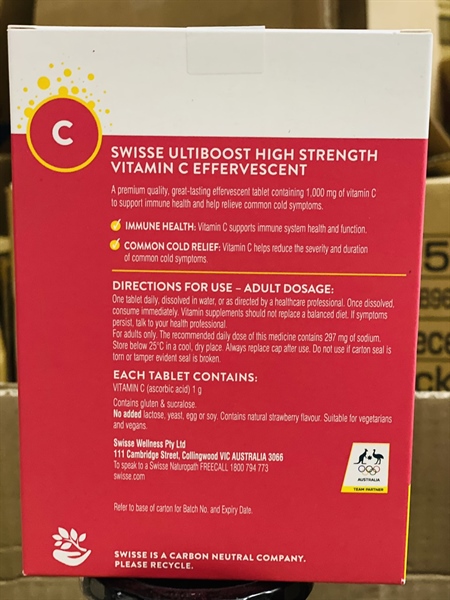 C
SWISSE ULTIBOOST HIGH STRENGTH
VITAMIN C EFFERVESCENT
A premium quality, great-tasting effervescent tablet containing 1,000 mg of vitamin C
to support immune health and help relieve common cold symptoms.
IMMUNE HEALTH: Vitamin C supports immune system health and function.
COMMON COLD RELIEF: Vitamin C helps reduce the severity and duration
of common cold symptoms.
DIRECTIONS FOR USE – ADULT DOSAGE:
One tablet daily, dissolved in water, or as directed by a healthcare professional. Once dissolved,
consume immediately. Vitamin supplements should not replace a balanced diet. If symptoms
persist, talk to your health professional.
For adults only. The recommended daily dose of this medicine contains 297 mg of sodium.
Store below 25°C in a cool, dry place. Always replace cap after use. Do not use if carton seal is
torn or tamper evident seal is broken.
EACH TABLET CONTAINS:
VITAMIN C (ascorbic acid) 1 g
Contains gluten & sucralose.
No added lactose, yeast, egg or soy. Contains natural strawberry flavour. Suitable for vegetarians
and vegans.
Swisse Wellness Pty Ltd
111 Cambridge Street, Collingwood VIC AUSTRALIA 3066
To speak to a Swisse Naturopath FREECALL 1800 794 773
swisse.com
AUSTRALIA
TEAM PARTNER
Refer to base of carton for Batch No. and Expiry Date.
SWISSE IS A CARBON NEUTRAL COMPANY.
PLEASE RECYCLE.